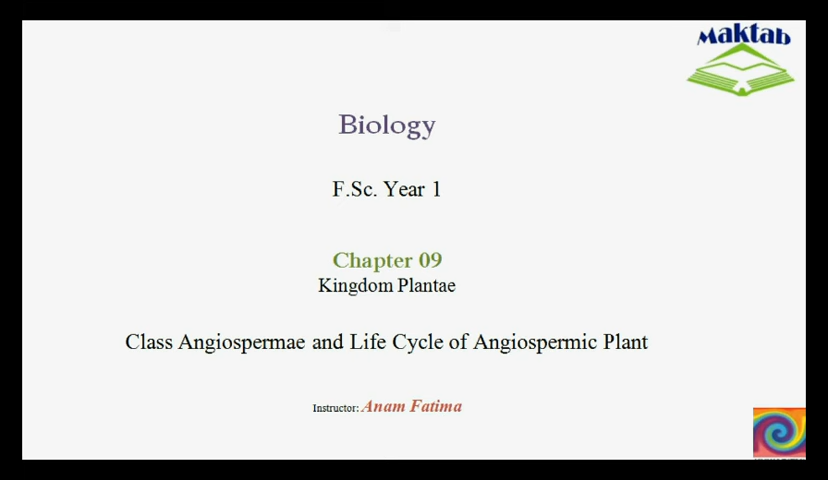 Maktab
Biology
F.Sc. Year 1
Chapter 09
Kingdom Plantae
Class Angiospermae and Life Cycle of Angiospermic Plant
Instructor: Anam Fatima